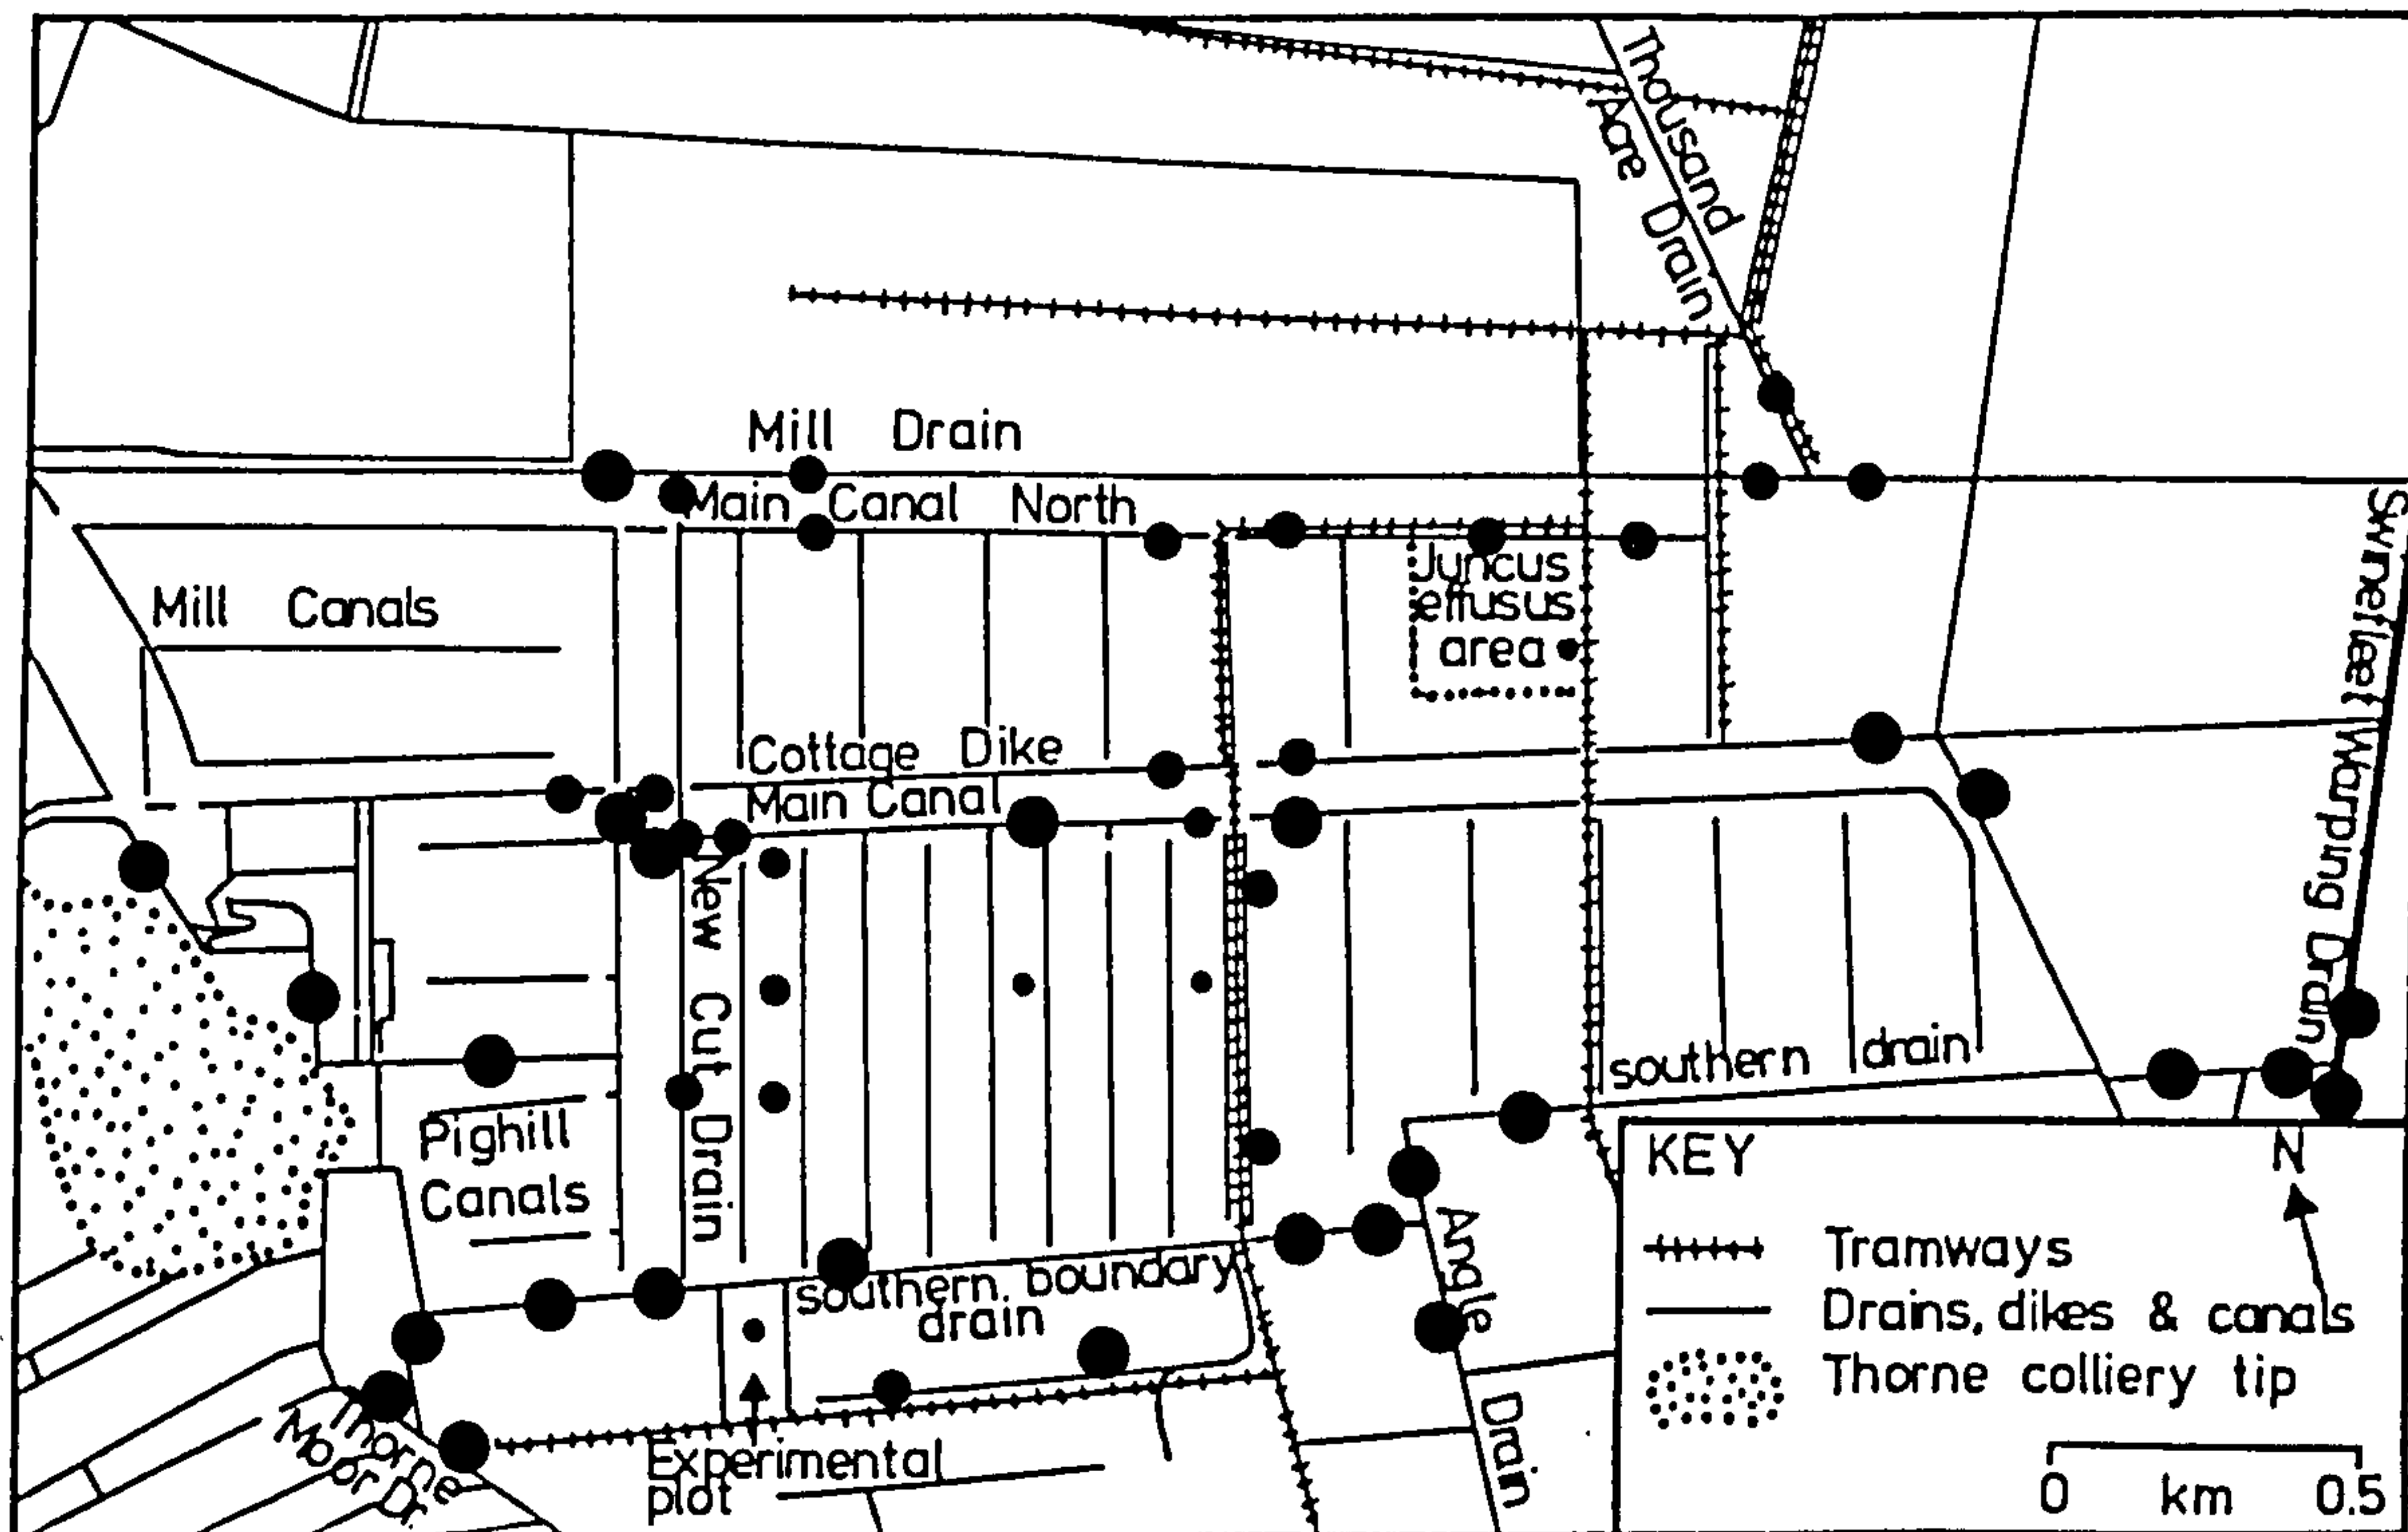 Thousand
Acre Drain
Mill Drain
Main Canal North
Juncus
effusus
area
Mill Canals
Swinefleet Warping Drain
Cottage Dike
Main Canal
New Cut Drain
southern drain
Pighill
Canals
southern boundary
drain
Angle Drain
Thorne
Moor Dr.
Experimental
plot
KEY
N
Tramways
Drains, dikes & canals
Thorne colliery tip
0 km 0.5